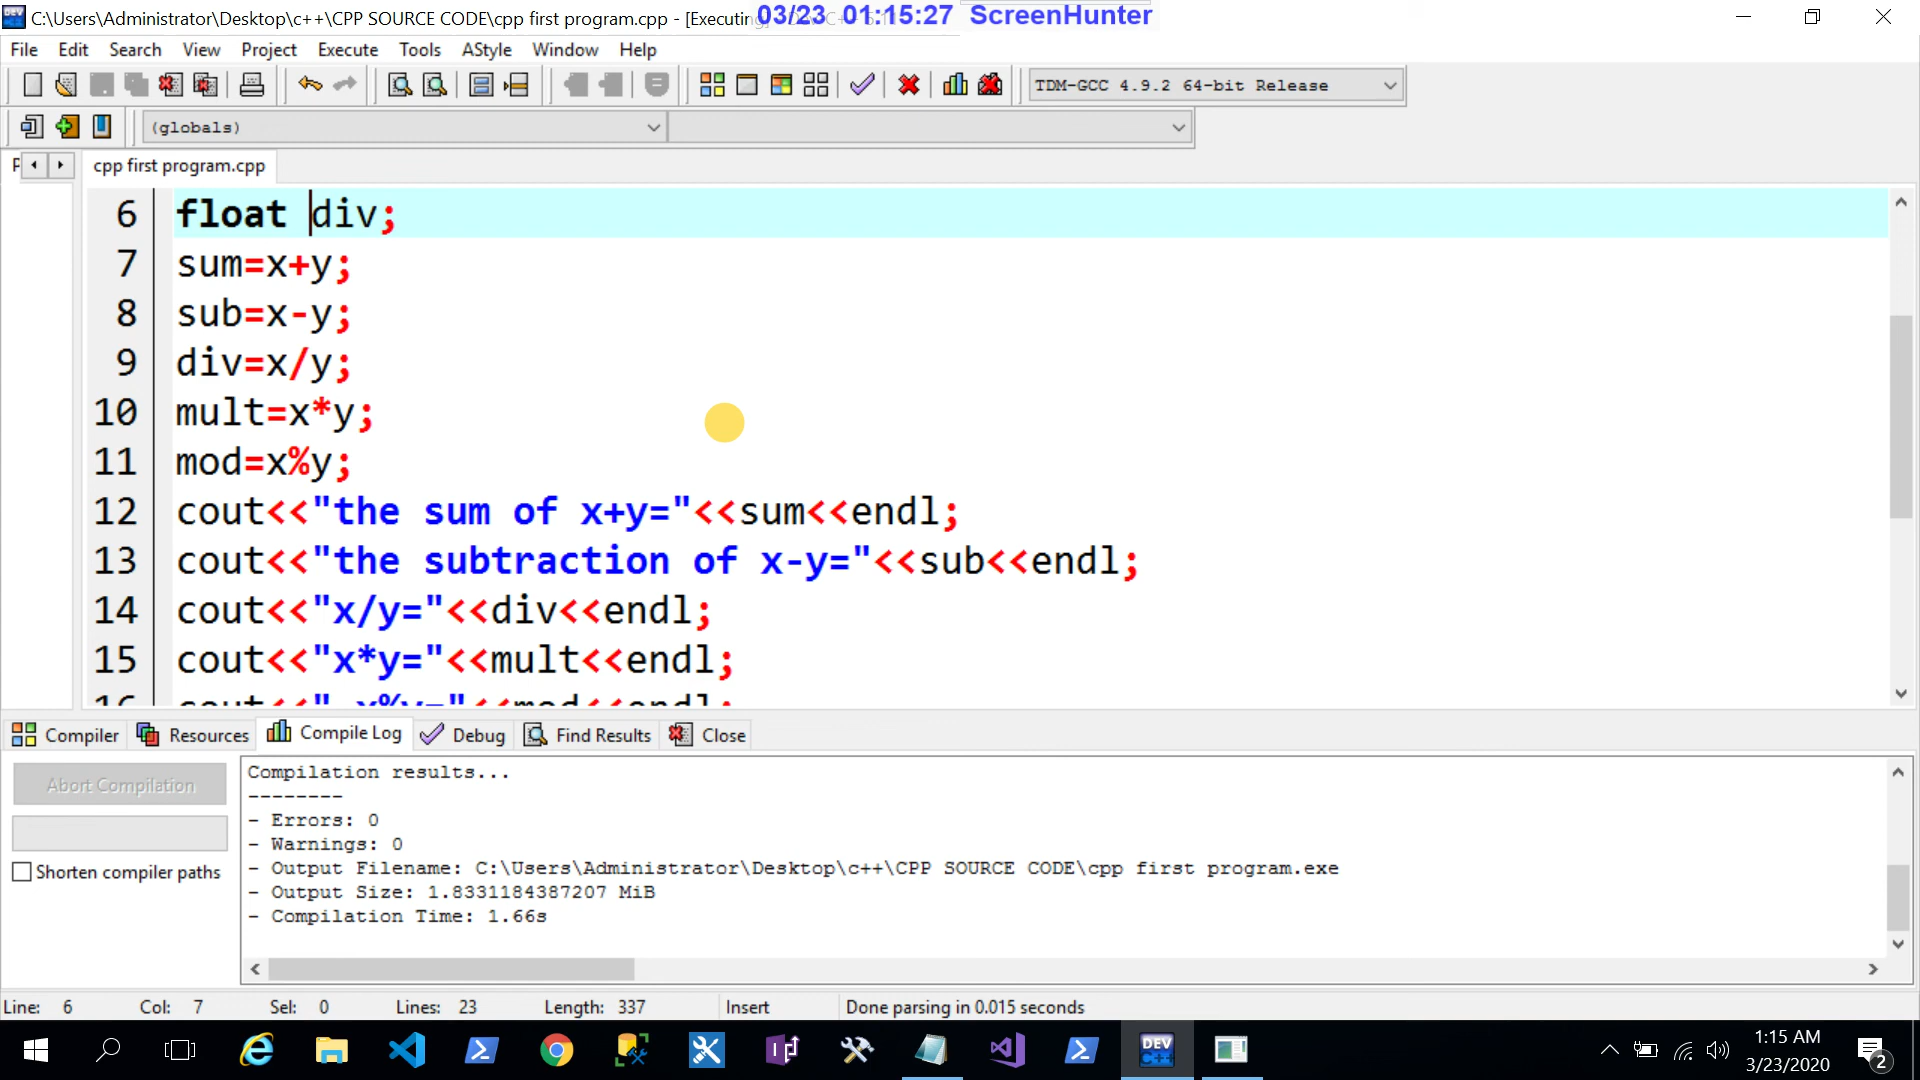 C:\Users\Administrator\Desktop\c++\CPP SOURCE CODE\cpp first program.cpp - [Executing]
03/23 01:15:27 ScreenHunter
File Edit Search View Project Execute Tools AStyle Window Help
TDM-GCC 4.9.2 64-bit Release
(globals)
cpp first program.cpp
6 float div;
7 sum=x+y;
8 sub=x-y;
9 div=x/y;
10 mult=x*y;
11 mod=x%y;
12 cout<<"the sum of x+y="<<sum<<endl;
13 cout<<"the subtraction of x-y="<<sub<<endl;
14 cout<<"x/y="<<div<<endl;
15 cout<<"x*y="<<mult<<endl;
16 cout<<" x%y="<<mod<<endl;
Compiler Resources Compile Log Debug Find Results Close
Abort Compilation
Shorten compiler paths
Compilation results...
--------
- Errors: 0
- Warnings: 0
- Output Filename: C:\Users\Administrator\Desktop\c++\CPP SOURCE CODE\cpp first program.exe
- Output Size: 1.8331184387207 MiB
- Compilation Time: 1.66s
Line: 6 Col: 7 Sel: 0 Lines: 23 Length: 337 Insert Done parsing in 0.015 seconds
DEV C++
1:15 AM
3/23/2020
2